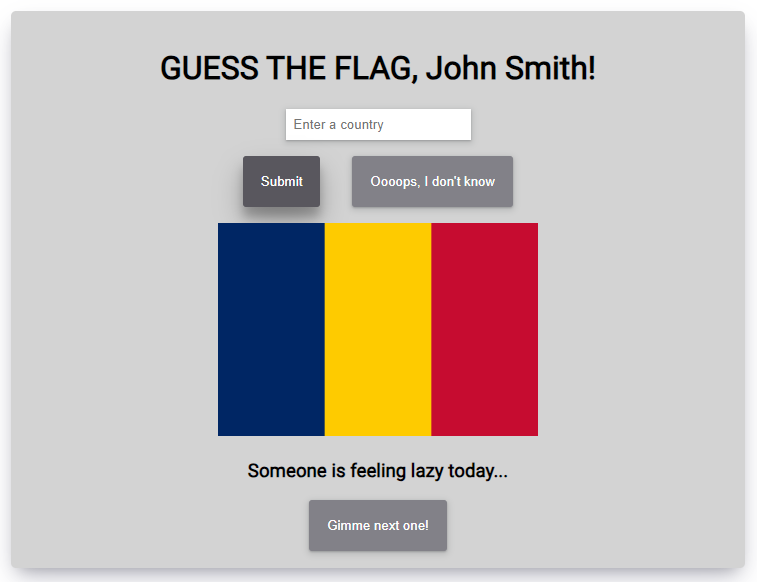 GUESS THE FLAG, John Smith!
Enter a country
Submit
Oooops, I don't know
Someone is feeling lazy today...
Gimme next one!